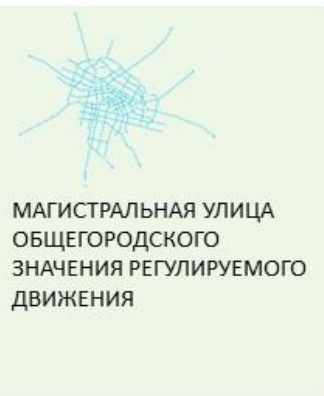 МАГИСТРАЛЬНАЯ УЛИЦА
ОБЩЕГОРОДСКОГО
ЗНАЧЕНИЯ РЕГУЛИРУЕМОГО
ДВИЖЕНИЯ